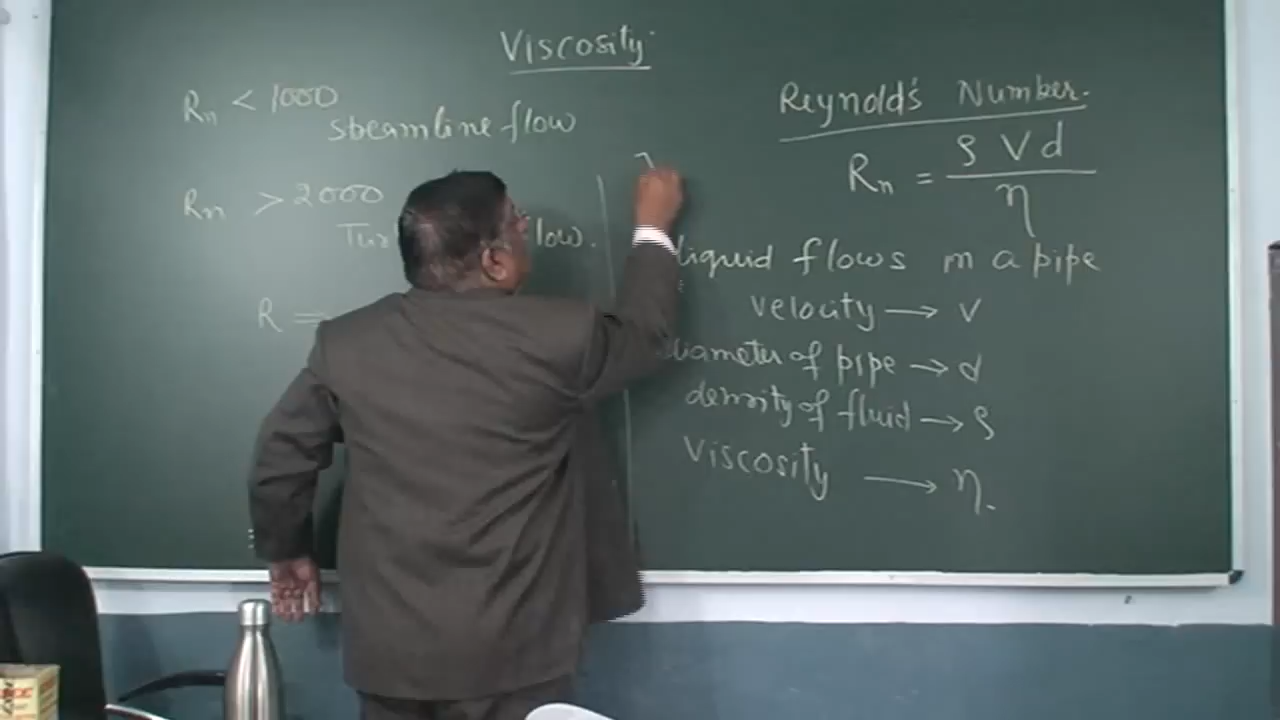 Viscosity
Rn < 1000
streamline flow
Rn > 2000
R =
Reynold's Number.
Rn = ρ V d / η
liquid flows in a pipe
velocity → v
diameter of pipe → d
density of fluid → ρ
Viscosity → η.